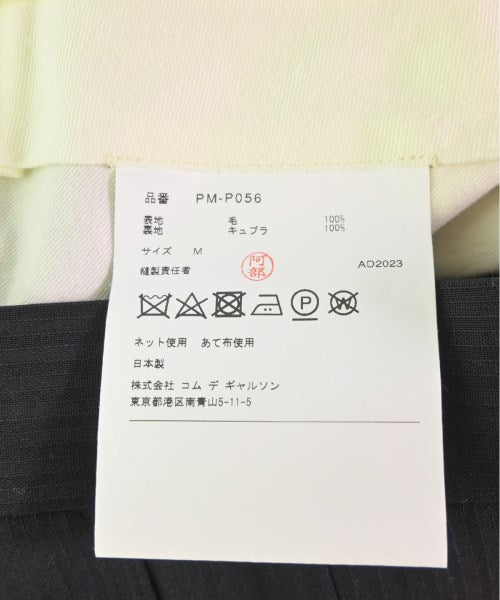 品番 PM-P056
表地 毛 100%
裏地 キュプラ 100%
サイズ M
縫製責任者 阿部 AD2023
P W
ネット使用 あて布使用
日本製
株式会社 コム デ ギャルソン
東京都港区南青山5-11-5